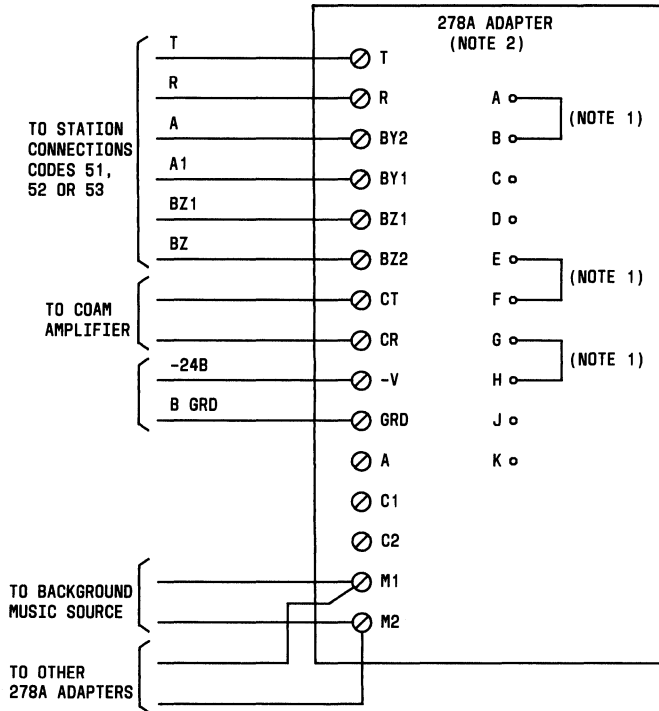 278A ADAPTER
(NOTE 2)
TO STATION
CONNECTIONS
CODES 51,
52 OR 53
T
R
A
A1
BZ1
BZ
TO COAM
AMPLIFIER
-24B
B GRD
TO BACKGROUND
MUSIC SOURCE
TO OTHER
278A ADAPTERS
T
R
BY2
BY1
BZ1
BZ2
CT
CR
-V
GRD
A
C1
C2
M1
M2
A
B
C
D
E
F
G
H
J
K
(NOTE 1)
(NOTE 1)
(NOTE 1)